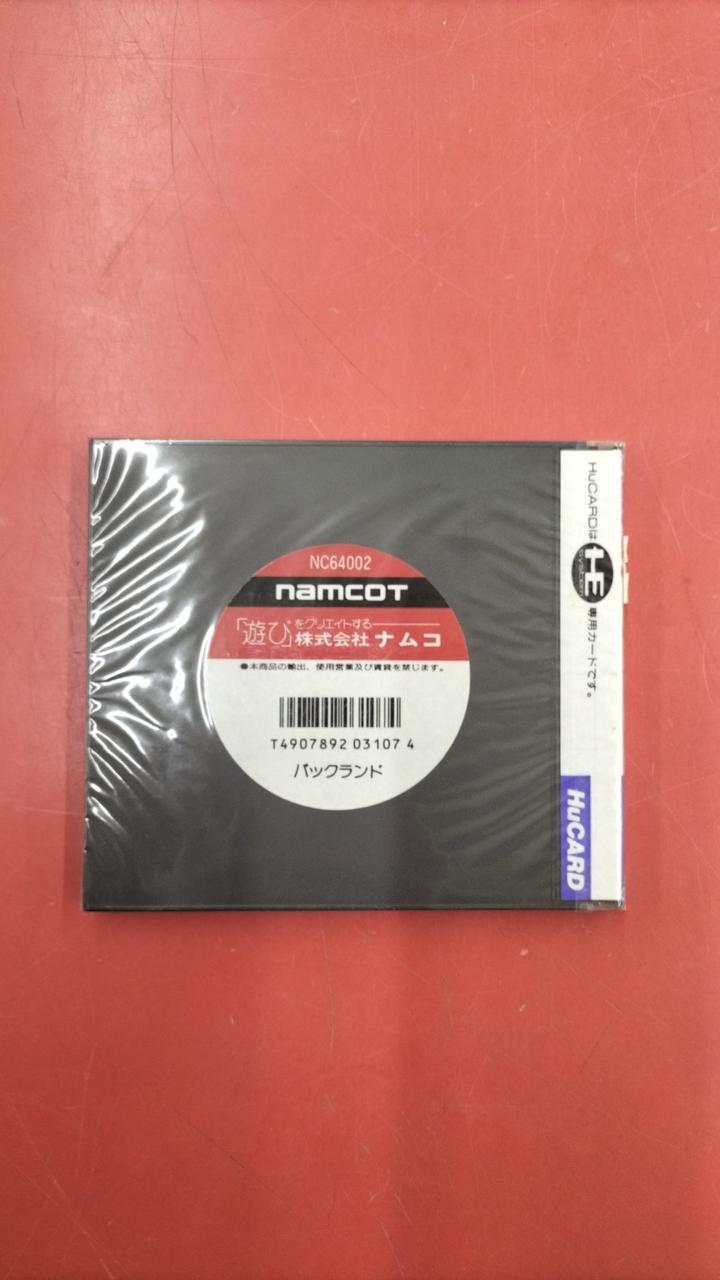 NC64002
namcoT
「遊び」をクリエイトする
株式会社ナムコ
●本商品の輸出、使用営業及び賃貸を禁じます。
T4907892 03107 4
パックランド
HuCARDは HE SYSTEM 専用カードです。
HuCARD